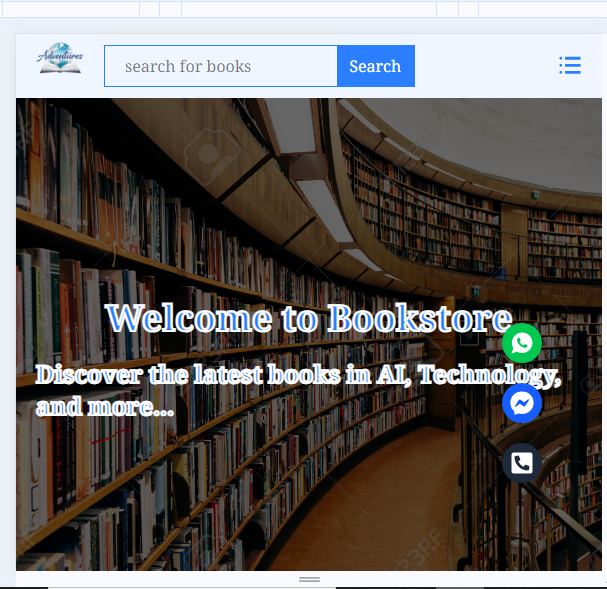 Adventures
search for books
Search
Welcome to Bookstore
Discover the latest books in AI, Technology,
and more...